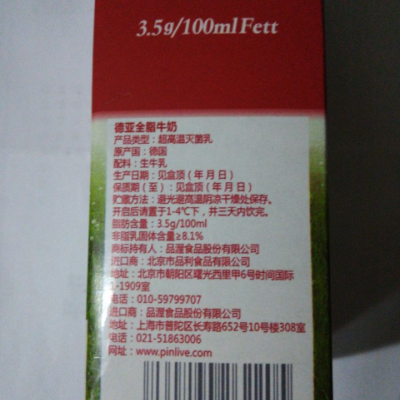 3.5g/100mlFett
德亚全脂牛奶
产品类型：超高温灭菌乳
原产国：德国
配料：生牛乳
生产日期：见盒顶（年 月 日）
保质期（至）：见盒顶（年 月 日）
贮藏方法：避光避高温阴凉干燥处保存。
开启后请置于1-4℃下，并三天内饮完。
脂肪含量：3.5g/100ml
非脂乳固体含量≥8.1%
商标持有人：品渥食品股份有限公司
进口商：北京市品利食品有限公司
地址：北京市朝阳区曙光西里甲6号时间国际
1-1909室
电话：010-59799707
进口商：品渥食品股份有限公司
地址：上海市普陀区长寿路652号10号楼308室
电话：021-51863006
网址：www.pinlive.com